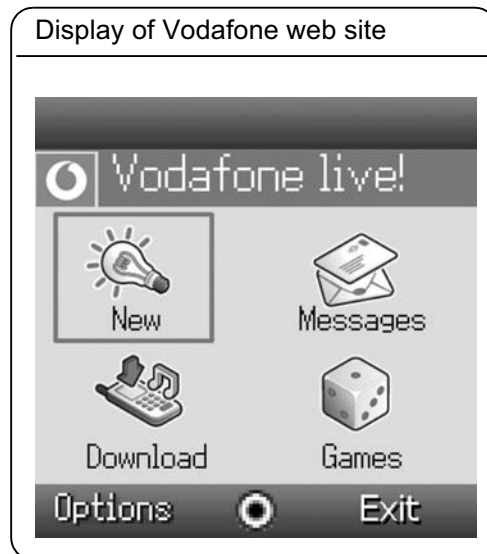 Display of Vodafone web site
Vodafone live!
New Messages
Download Games
Options Exit